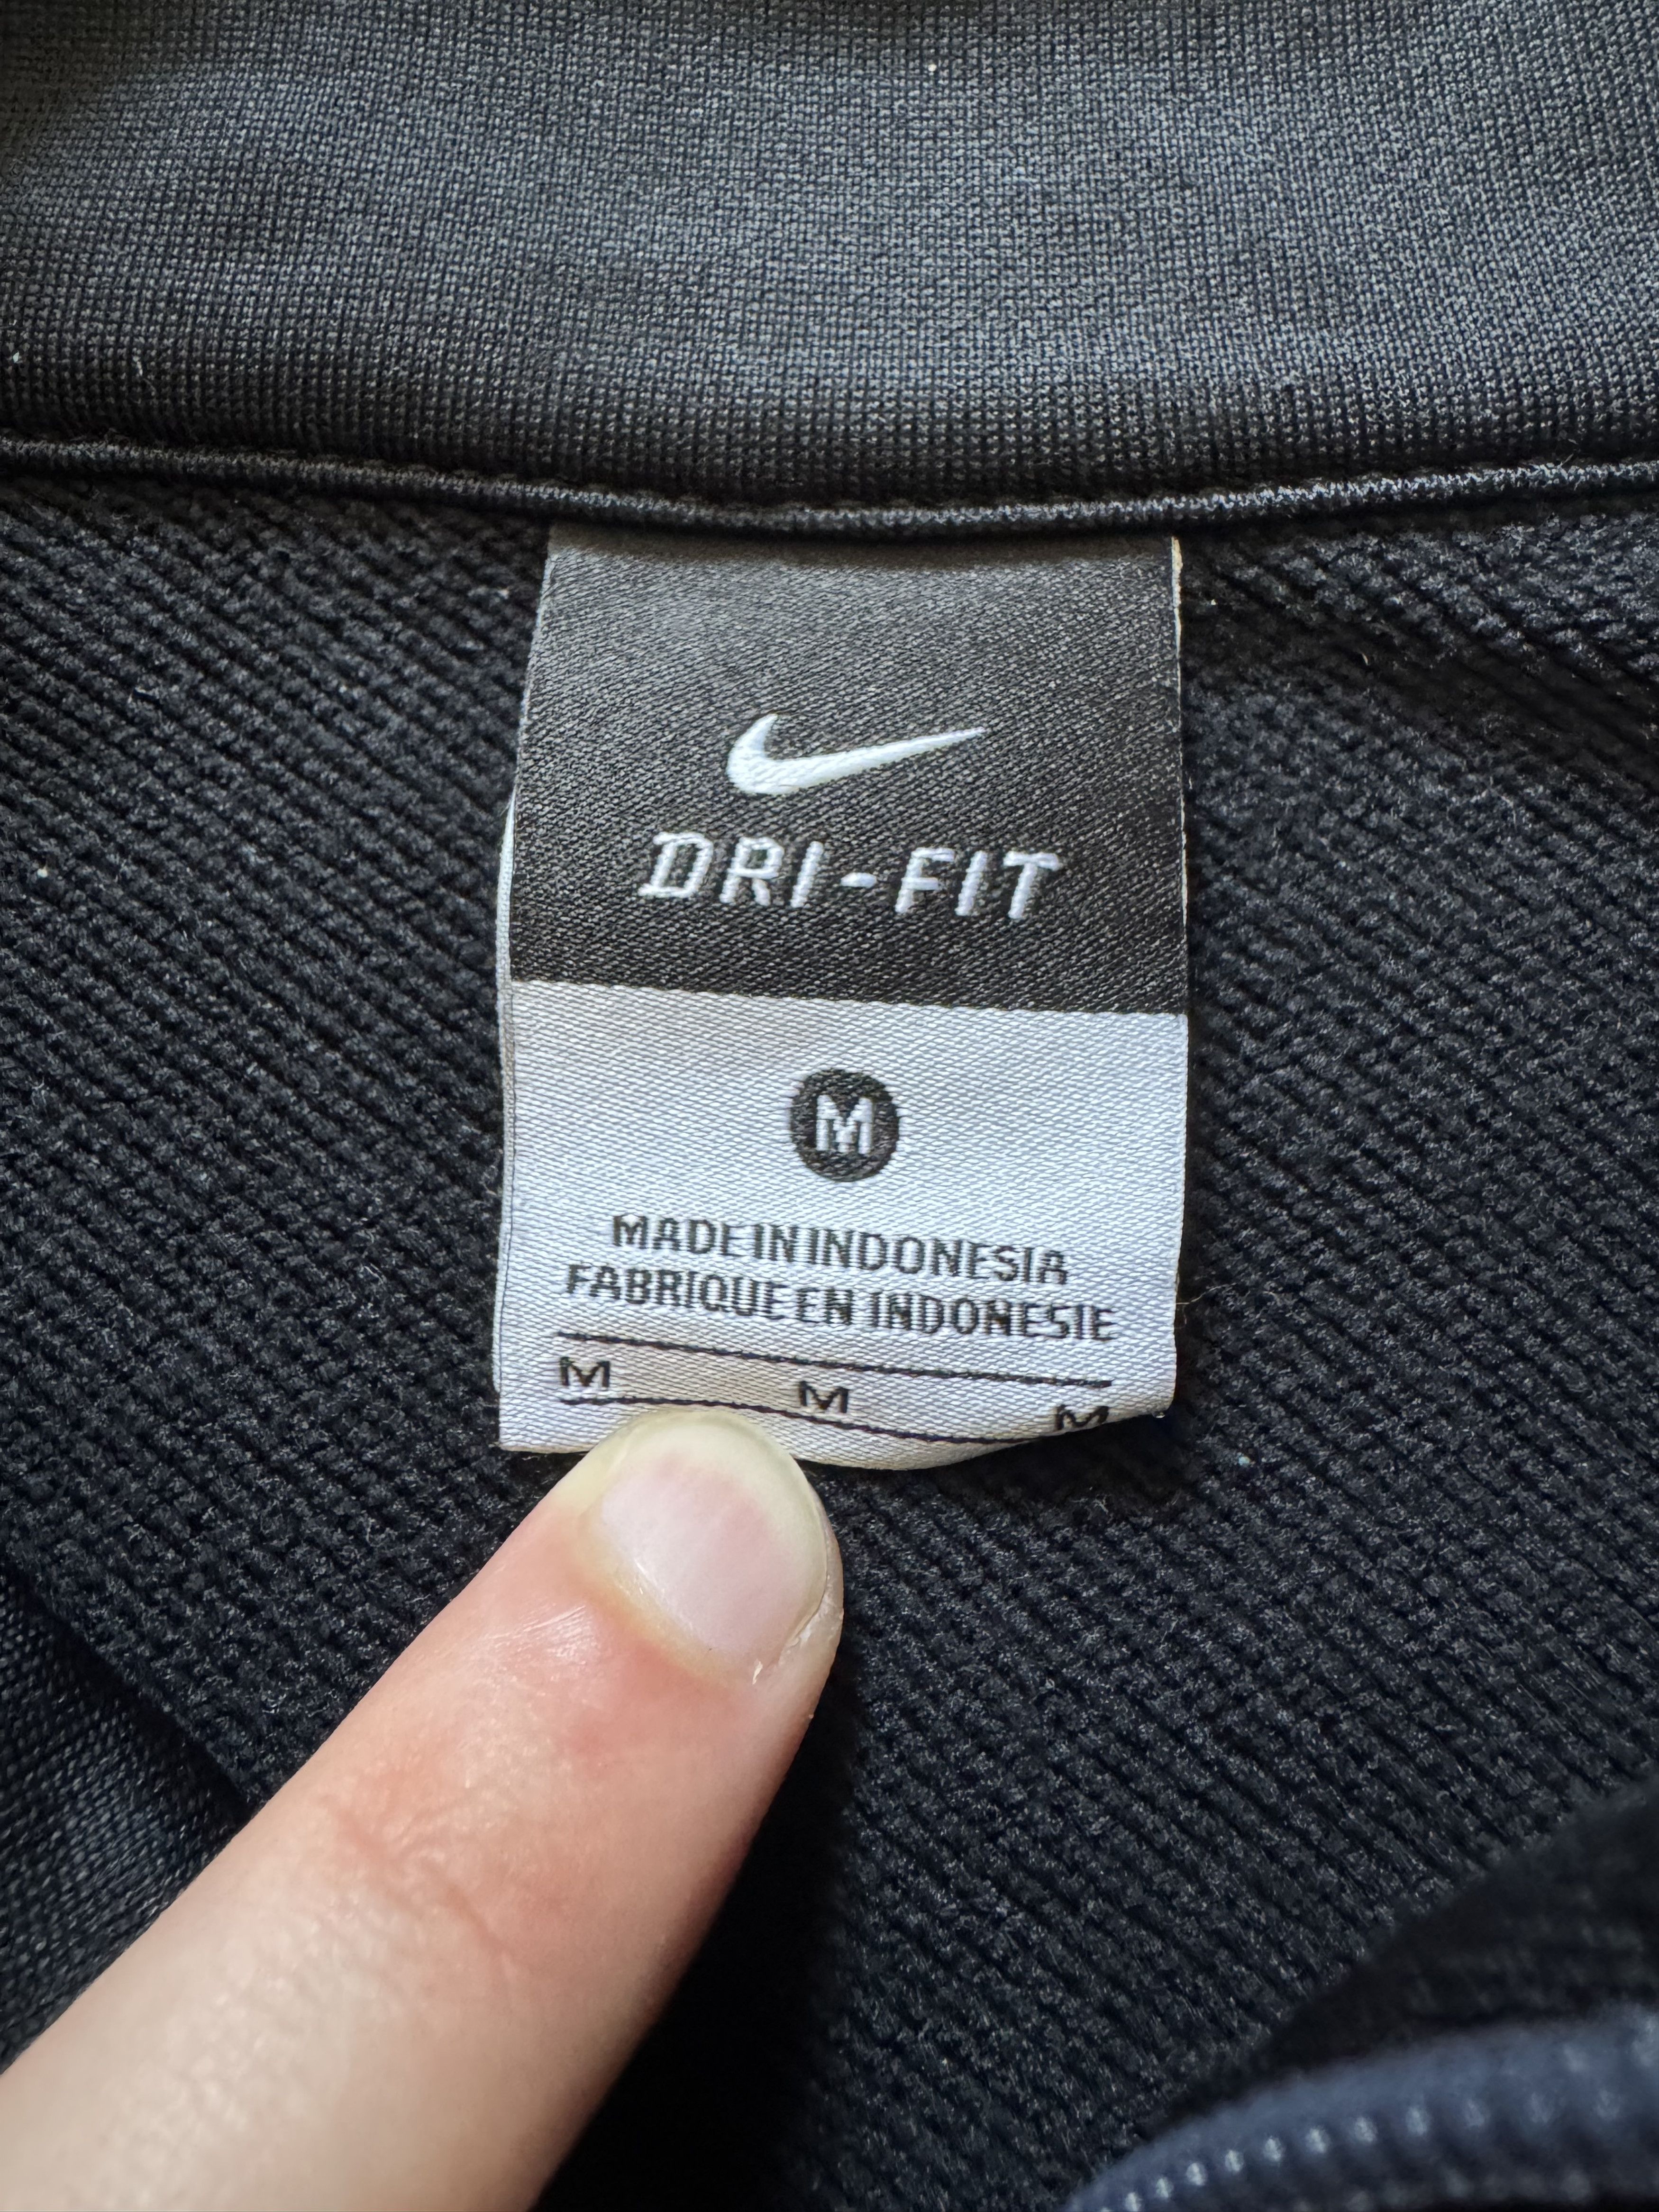 DRI-FIT
M
MADE IN INDONESIA
FABRIQUE EN INDONESIE
M M M